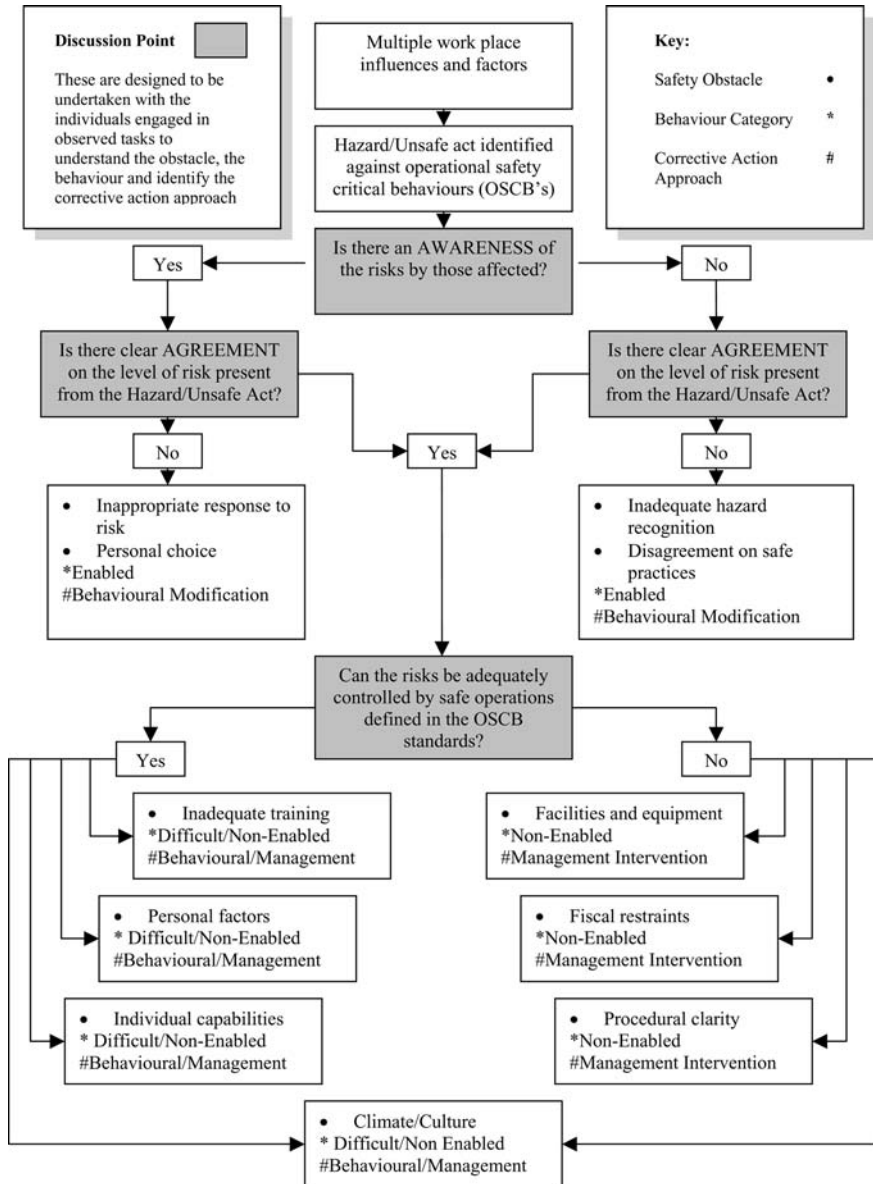 Discussion Point
These are designed to be
undertaken with the
individuals engaged in
observed tasks to
understand the obstacle, the
behaviour and identify the
corrective action approach
Multiple work place
influences and factors
Key:
Safety Obstacle •
Behaviour Category *
Corrective Action #
Approach
Hazard/Unsafe act identified
against operational safety
critical behaviours (OSCB's)
Is there an AWARENESS of
the risks by those affected?
Yes
No
Is there clear AGREEMENT
on the level of risk present
from the Hazard/Unsafe Act?
Is there clear AGREEMENT
on the level of risk present
from the Hazard/Unsafe Act?
No
Yes
No
• Inappropriate response to
risk
• Personal choice
*Enabled
#Behavioural Modification
• Inadequate hazard
recognition
• Disagreement on safe
practices
*Enabled
#Behavioural Modification
Can the risks be adequately
controlled by safe operations
defined in the OSCB
standards?
Yes
No
• Inadequate training
*Difficult/Non-Enabled
#Behavioural/Management
• Facilities and equipment
*Non-Enabled
#Management Intervention
• Personal factors
* Difficult/Non-Enabled
#Behavioural/Management
• Fiscal restraints
*Non-Enabled
#Management Intervention
• Individual capabilities
* Difficult/Non-Enabled
#Behavioural/Management
• Procedural clarity
*Non-Enabled
#Management Intervention
• Climate/Culture
* Difficult/Non Enabled
#Behavioural/Management